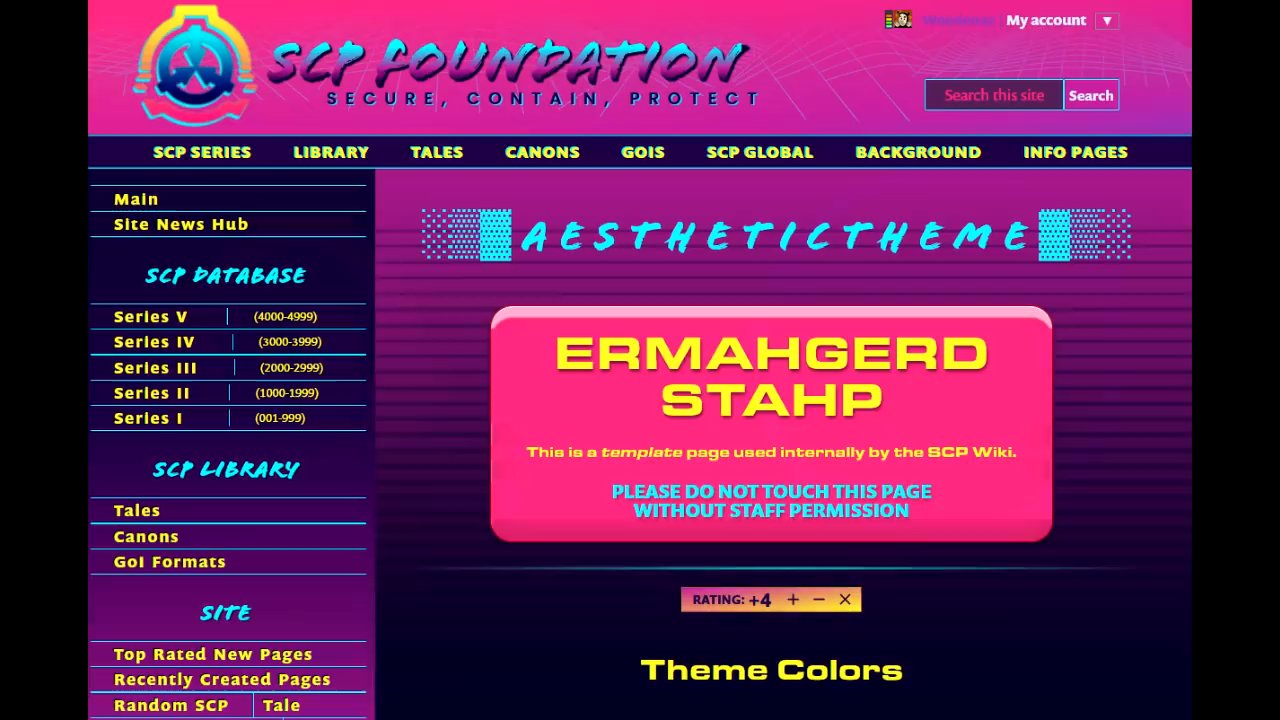 SCP FOUNDATION
SECURE, CONTAIN, PROTECT
My account ▼
Search this site Search
SCP SERIES LIBRARY TALES CANONS GOIS SCP GLOBAL BACKGROUND INFO PAGES
Main
Site News Hub
SCP DATABASE
Series V (4000-4999)
Series IV (3000-3999)
Series III (2000-2999)
Series II (1000-1999)
Series I (001-999)
SCP LIBRARY
Tales
Canons
GoI Formats
SITE
Top Rated New Pages
Recently Created Pages
Random SCP Tale
░▒▓AESTHETICTHEME▓▒░
ERMAHGERD
STAHP
This is a template page used internally by the SCP Wiki.
PLEASE DO NOT TOUCH THIS PAGE
WITHOUT STAFF PERMISSION
RATING: +4 + − ×
Theme Colors